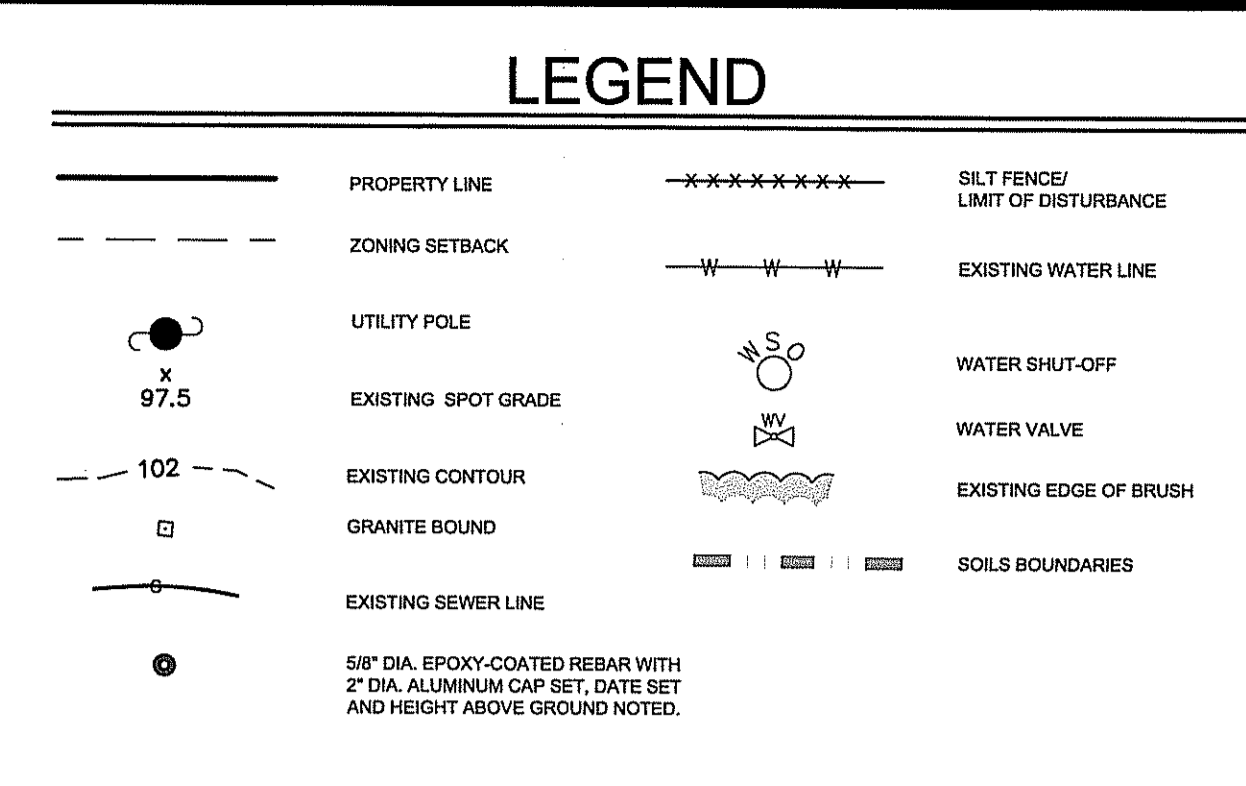 LEGEND
PROPERTY LINE
ZONING SETBACK
UTILITY POLE
x
97.5
EXISTING SPOT GRADE
102
EXISTING CONTOUR
GRANITE BOUND
S
EXISTING SEWER LINE
5/8" DIA. EPOXY-COATED REBAR WITH
2" DIA. ALUMINUM CAP SET, DATE SET
AND HEIGHT ABOVE GROUND NOTED.
X X X X X X X X
SILT FENCE/
LIMIT OF DISTURBANCE
W W W
EXISTING WATER LINE
WSO
WATER SHUT-OFF
WV
WATER VALVE
EXISTING EDGE OF BRUSH
SOILS BOUNDARIES